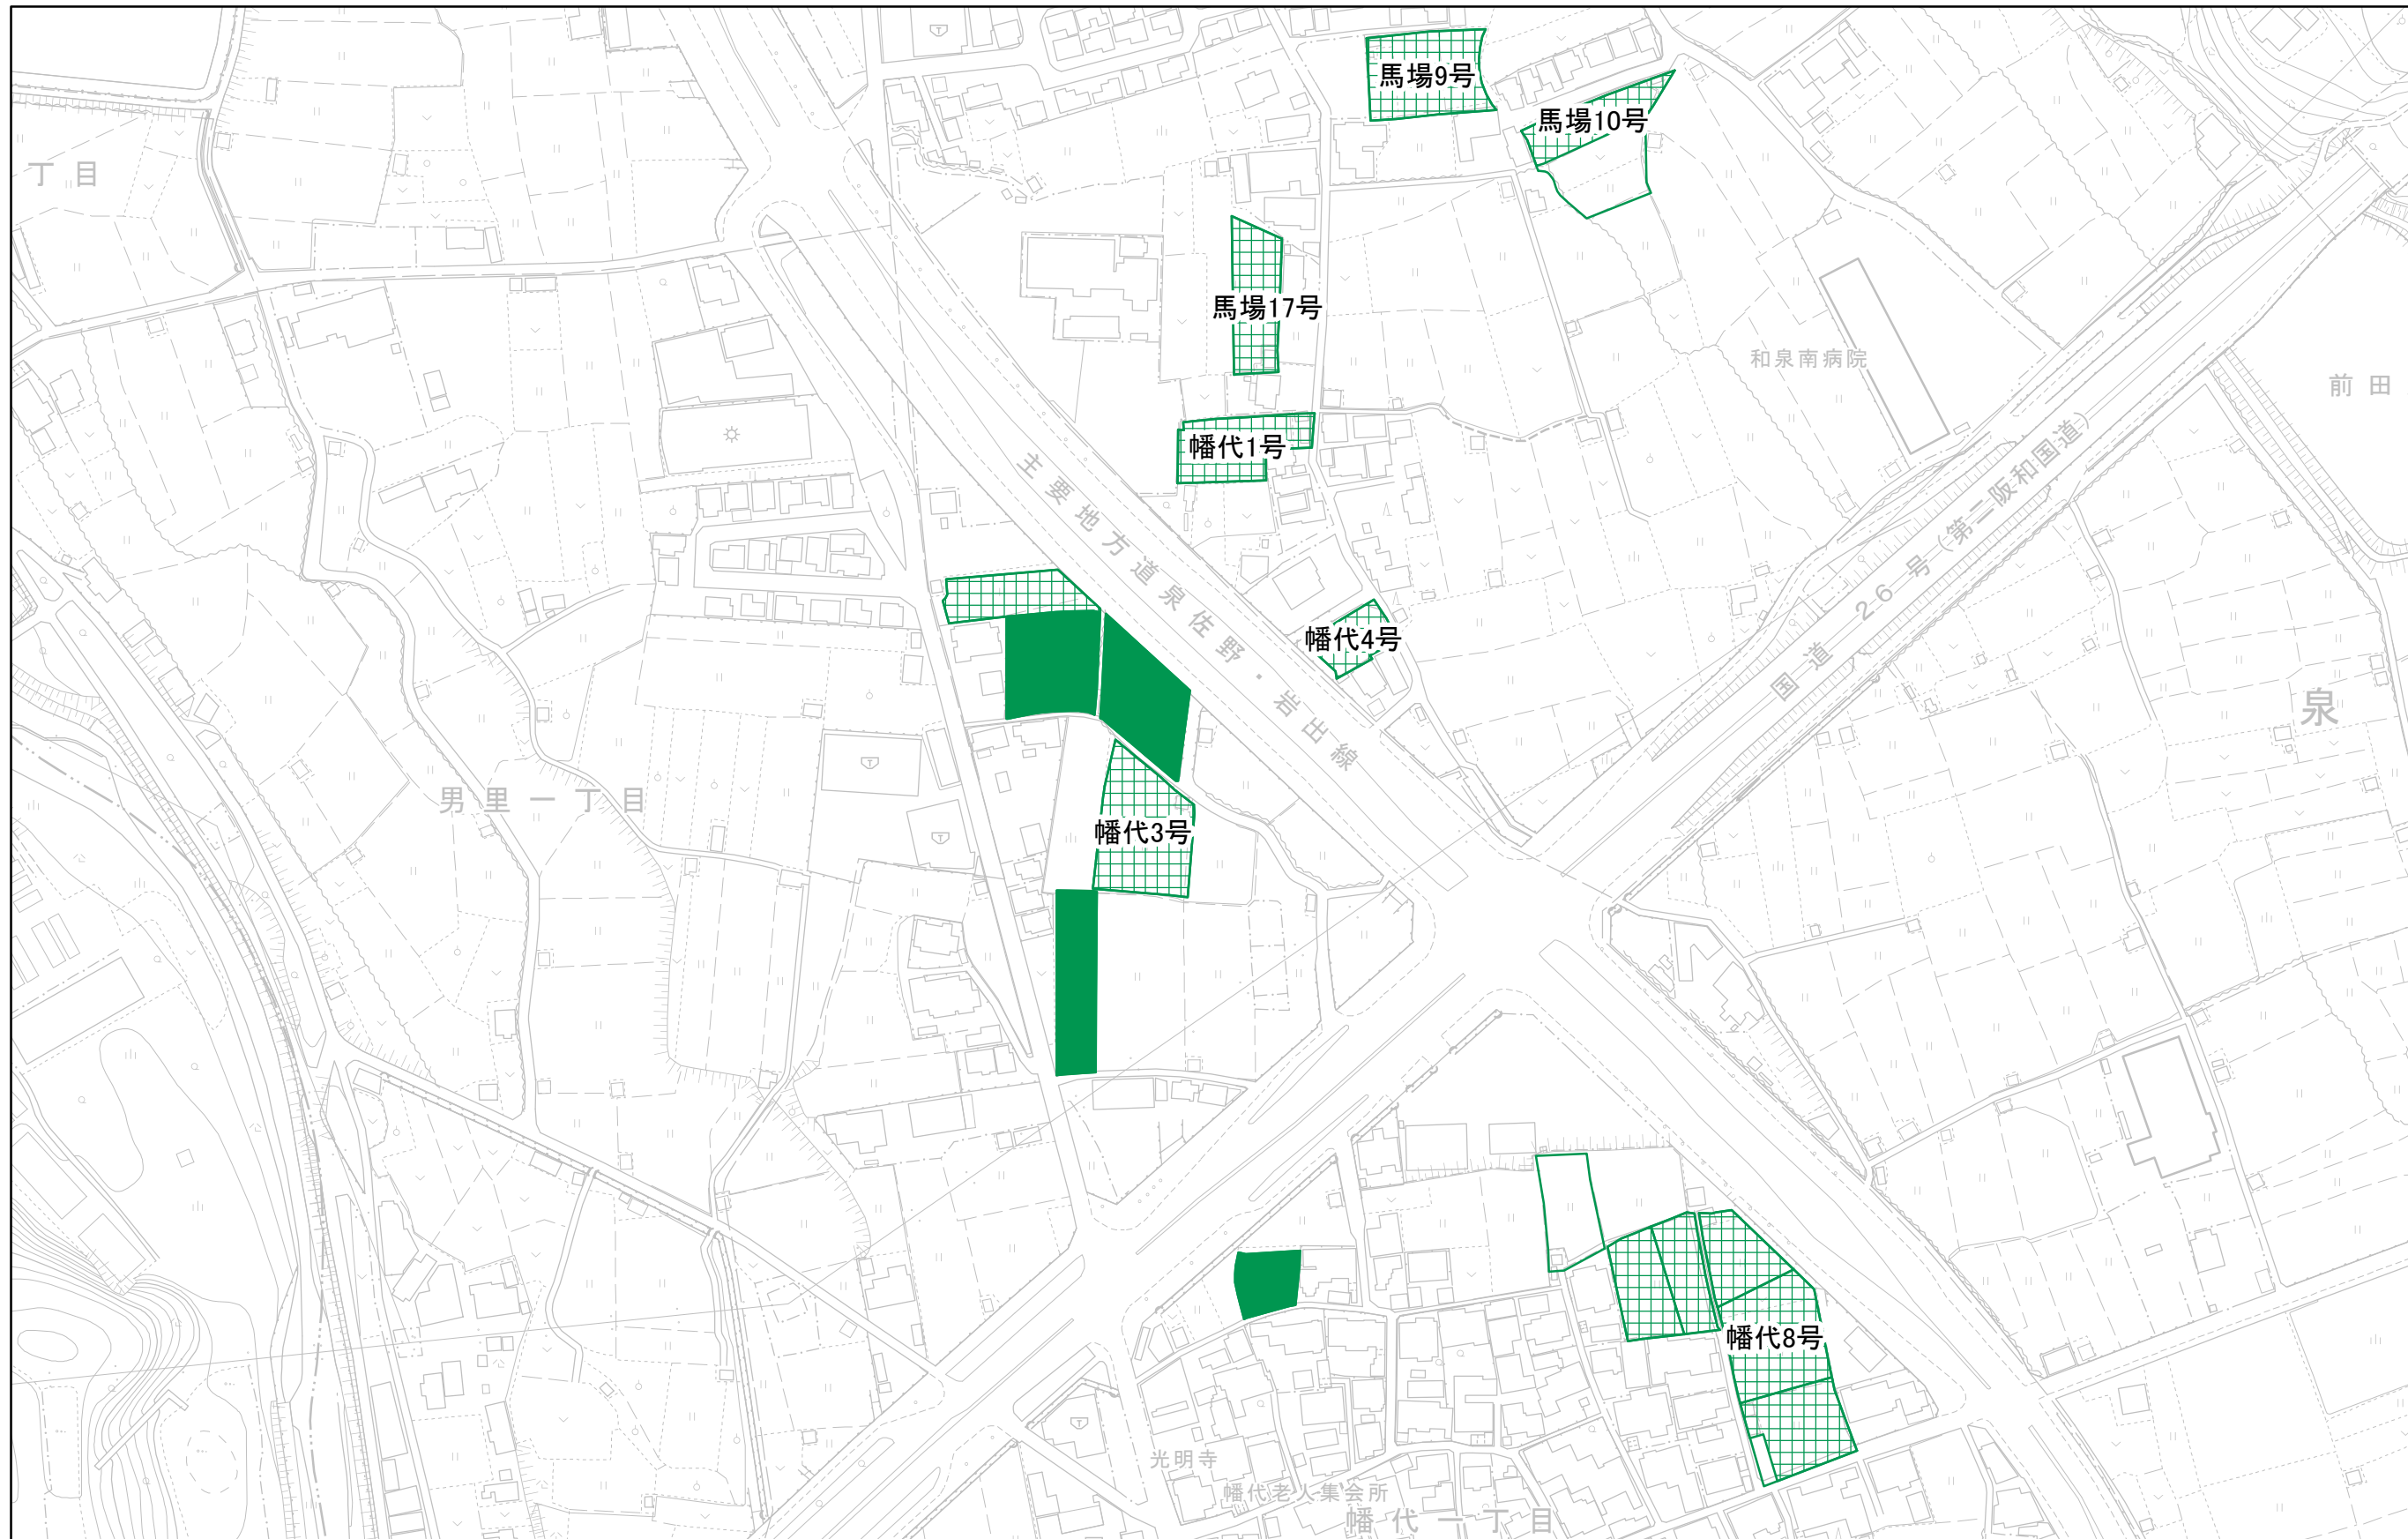 馬場9号
馬場10号
丁目
馬場17号
和泉南病院
前田
幡代1号
主要地方道泉佐野・岩出線
国道26号(第二阪和国道)
幡代4号
泉
男里一丁目
幡代3号
幡代8号
光明寺
幡代老人集会所
幡代一丁目